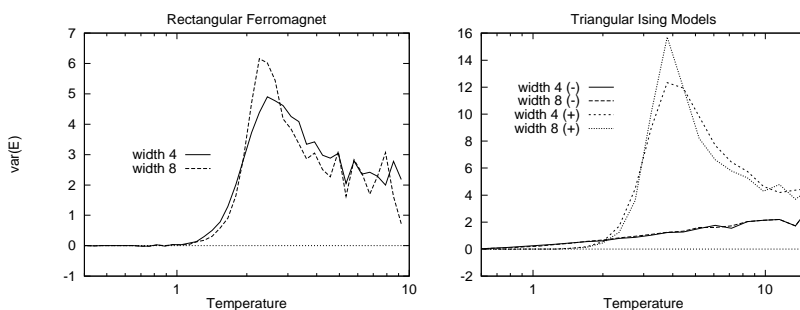 Rectangular Ferromagnet
7
6
5
4
3
2
1
0
-1
var(E)
width 4
width 8
1
10
Temperature
Triangular Ising Models
16
14
12
10
8
6
4
2
0
-2
width 4 (-)
width 8 (-)
width 4 (+)
width 8 (+)
1
10
Temperature